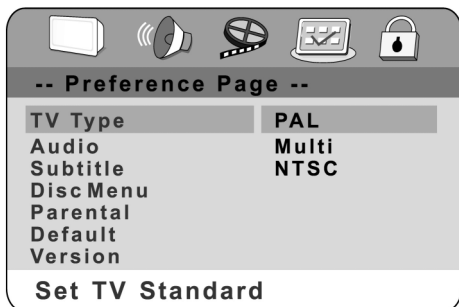 -- Preference Page --
TV Type PAL
Audio Multi
Subtitle NTSC
Disc Menu
Parental
Default
Version
Set TV Standard